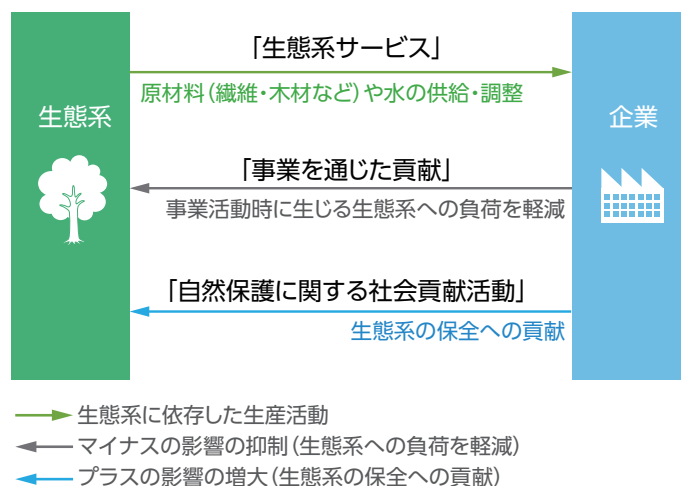 「生態系サービス」
原材料(繊維・木材など)や水の供給・調整
生態系
企業
「事業を通じた貢献」
事業活動時に生じる生態系への負荷を軽減
「自然保護に関する社会貢献活動」
生態系の保全への貢献
生態系に依存した生産活動
マイナスの影響の抑制(生態系への負荷を軽減)
プラスの影響の増大(生態系の保全への貢献)